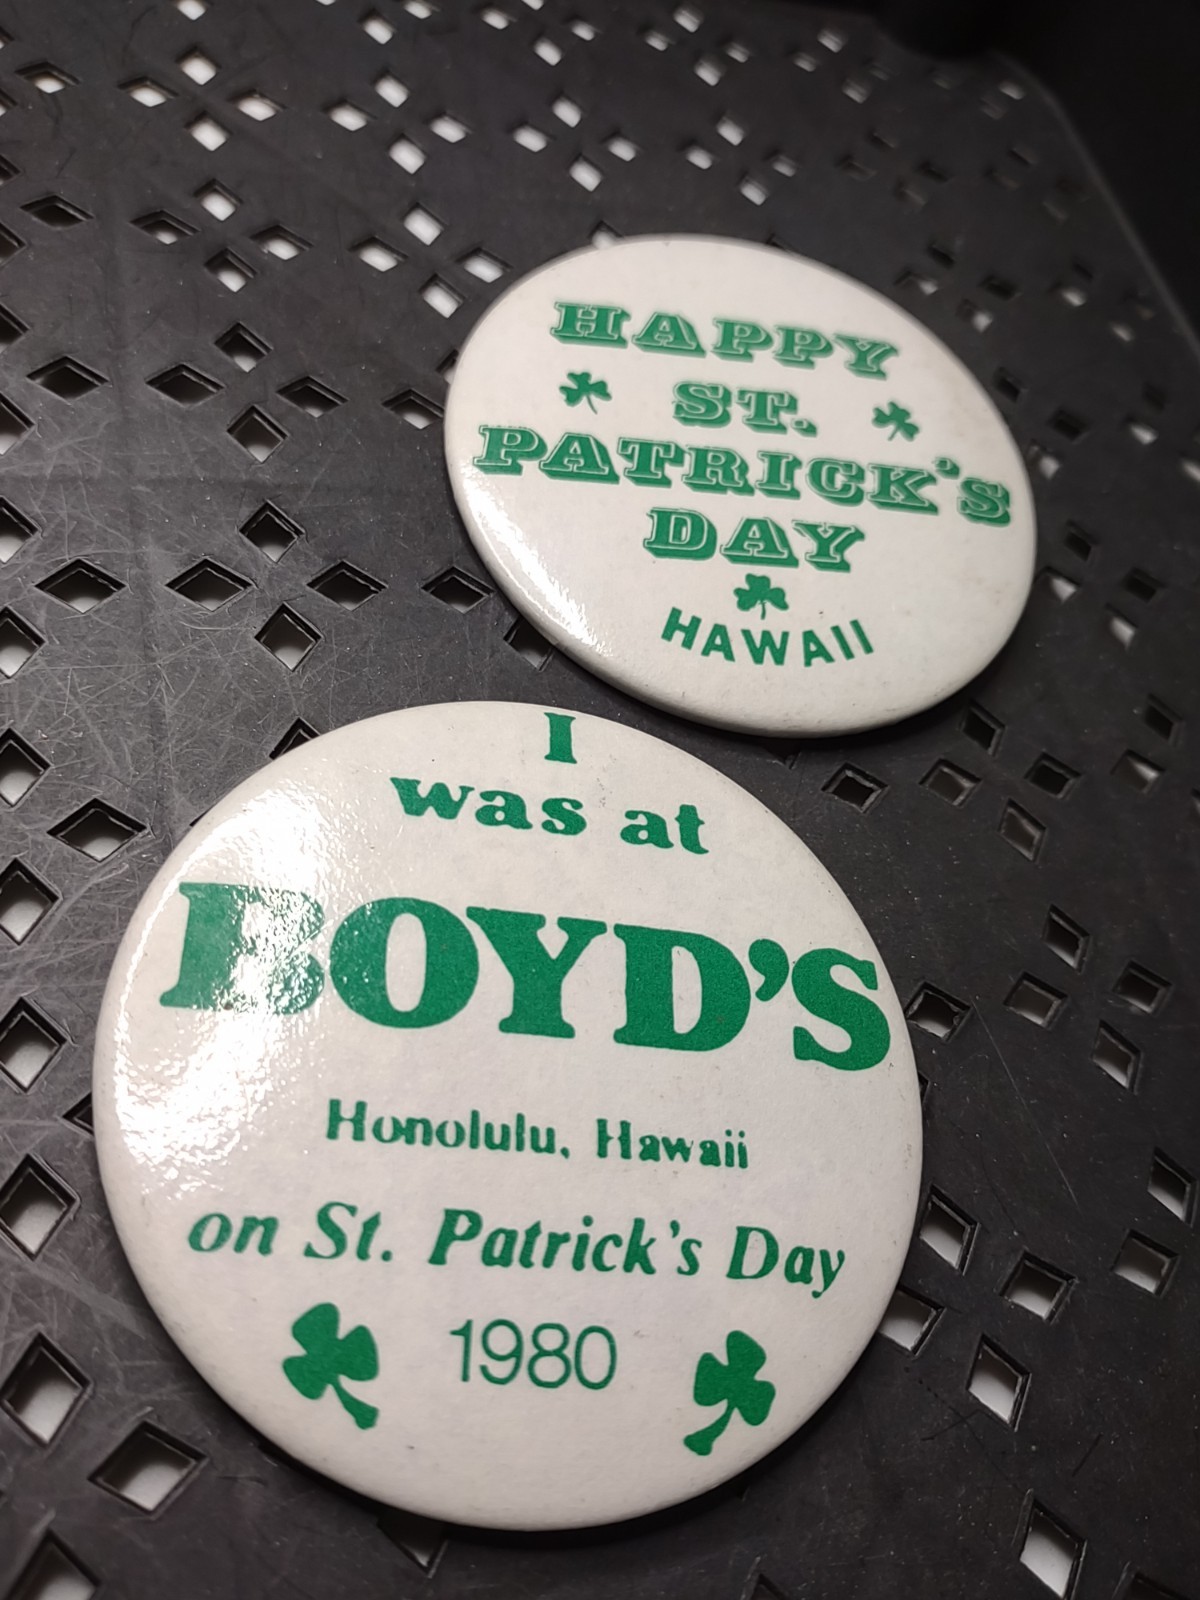 HAPPY
ST.
PATRICK'S
DAY
HAWAII
I
was at
BOYD'S
Honolulu, Hawaii
on St. Patrick's Day
1980